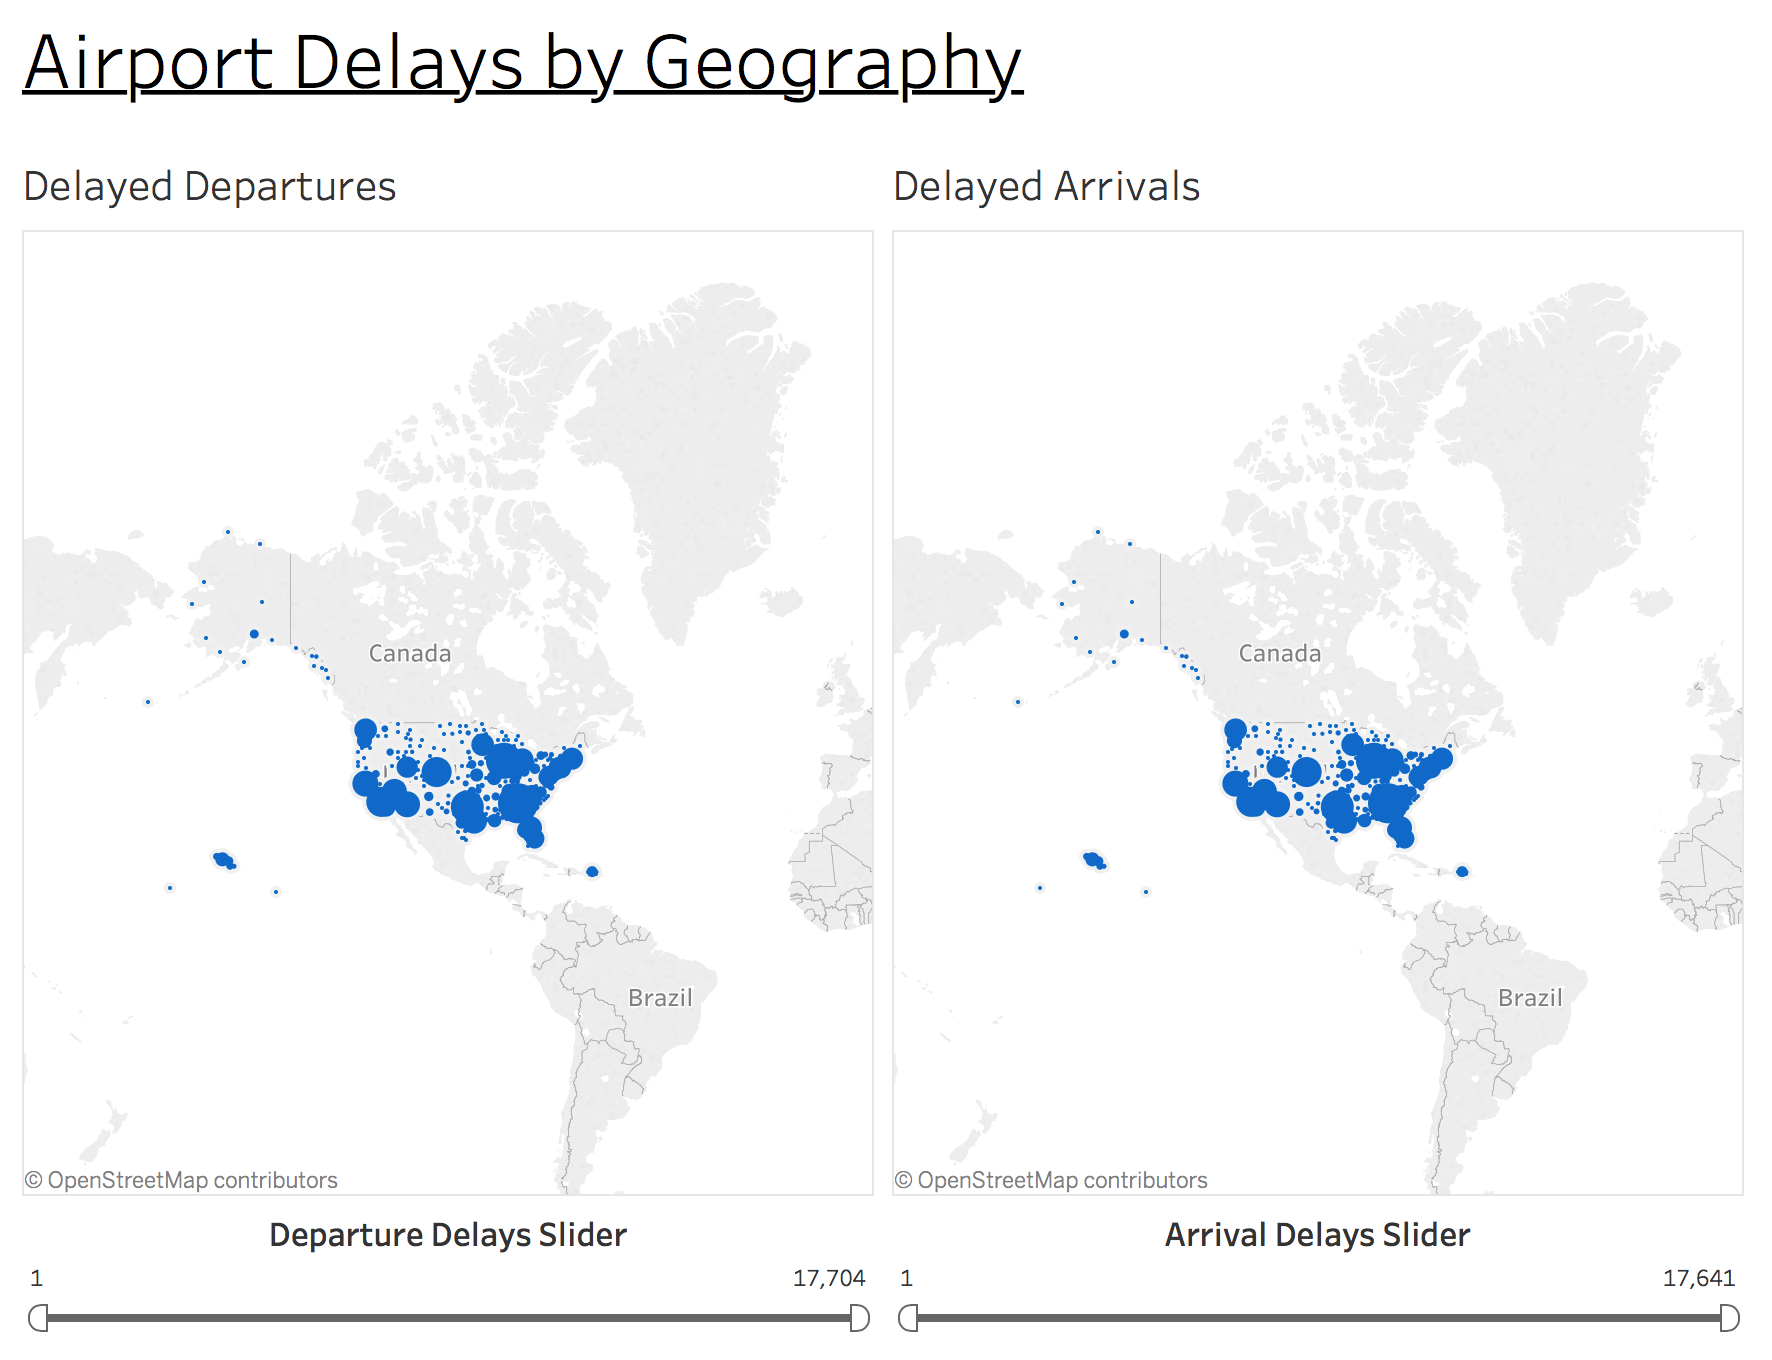 Airport Delays by Geography
Delayed Departures
Delayed Arrivals
Canada
Canada
Brazil
Brazil
© OpenStreetMap contributors
© OpenStreetMap contributors
Departure Delays Slider
Arrival Delays Slider
1
17,704
1
17,641